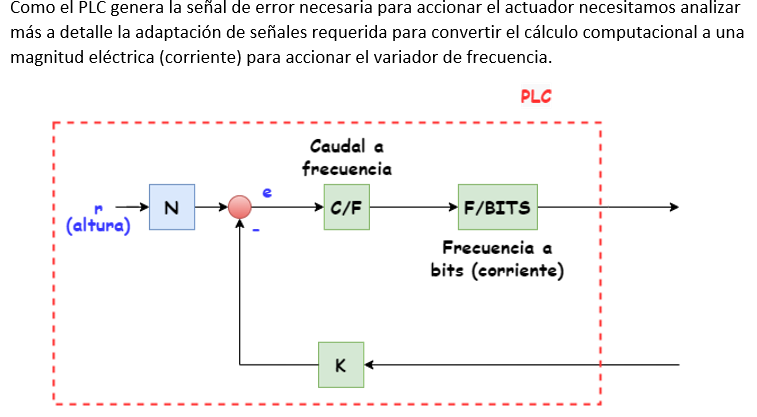 Como el PLC genera la señal de error necesaria para accionar el actuador necesitamos analizar
más a detalle la adaptación de señales requerida para convertir el cálculo computacional a una
magnitud eléctrica (corriente) para accionar el variador de frecuencia.
PLC
Caudal a
frecuencia
e
r
(altura)
N
C/F
F/BITS
-
Frecuencia a
bits (corriente)
K